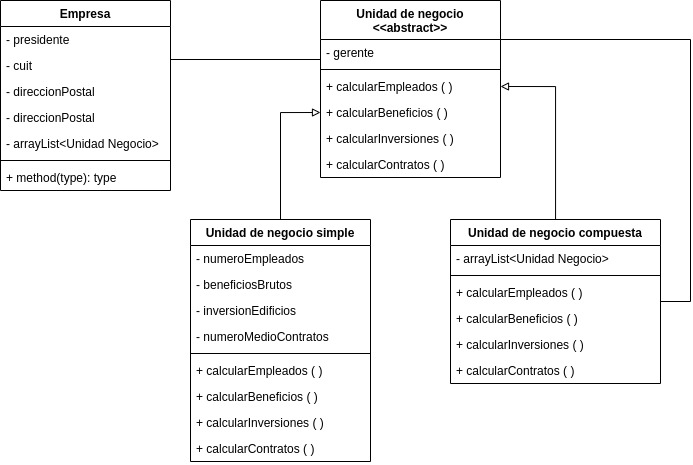 Empresa
- presidente
- cuit
- direccionPostal
- direccionPostal
- arrayList<Unidad Negocio>
+ method(type): type
Unidad de negocio
<<abstract>>
- gerente
+ calcularEmpleados ( )
+ calcularBeneficios ( )
+ calcularInversiones ( )
+ calcularContratos ( )
Unidad de negocio simple
- numeroEmpleados
- beneficiosBrutos
- inversionEdificios
- numeroMedioContratos
+ calcularEmpleados ( )
+ calcularBeneficios ( )
+ calcularInversiones ( )
+ calcularContratos ( )
Unidad de negocio compuesta
- arrayList<Unidad Negocio>
+ calcularEmpleados ( )
+ calcularBeneficios ( )
+ calcularInversiones ( )
+ calcularContratos ( )